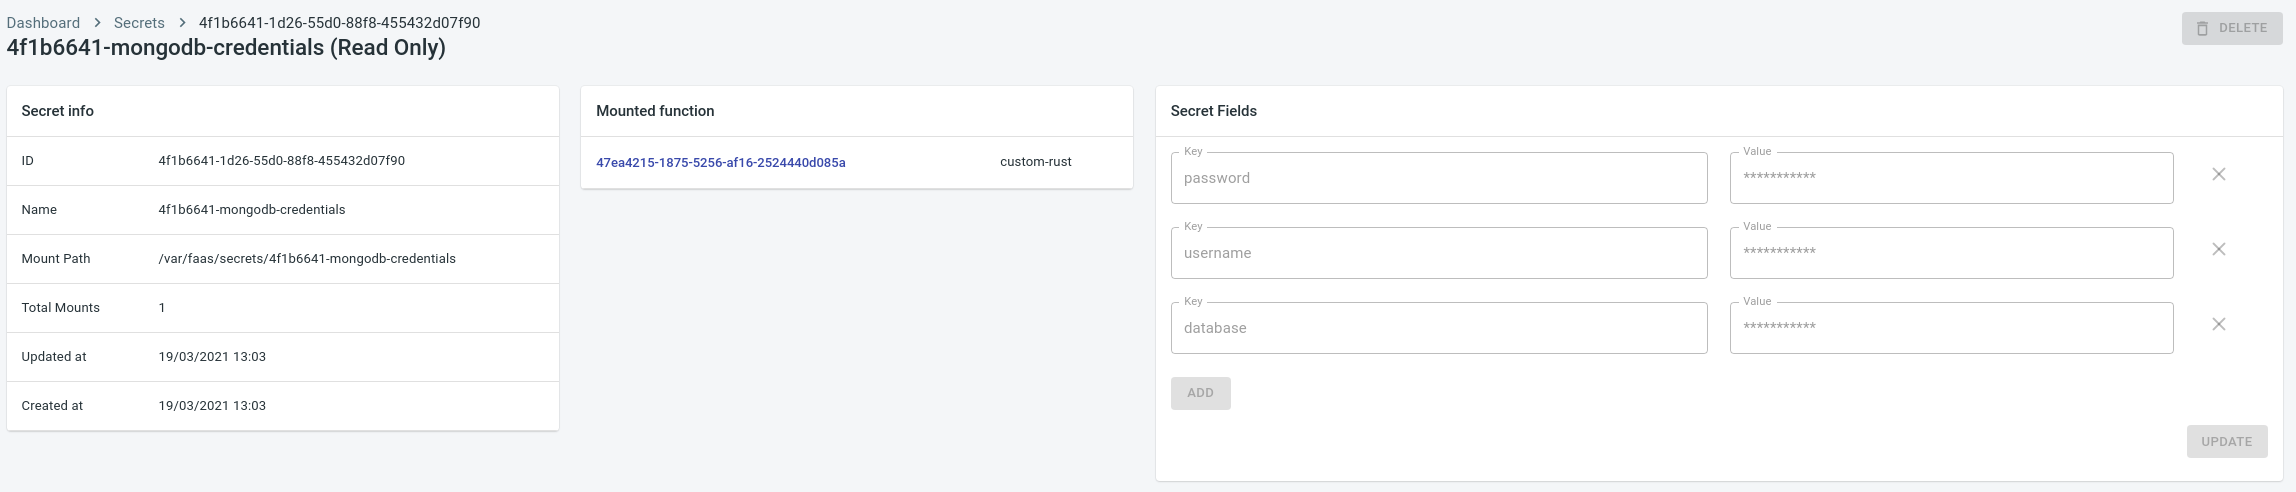 Dashboard > Secrets > 4f1b6641-1d26-55d0-88f8-455432d07f90
4f1b6641-mongodb-credentials (Read Only)
DELETE
Secret info
ID 4f1b6641-1d26-55d0-88f8-455432d07f90
Name 4f1b6641-mongodb-credentials
Mount Path /var/faas/secrets/4f1b6641-mongodb-credentials
Total Mounts 1
Updated at 19/03/2021 13:03
Created at 19/03/2021 13:03
Mounted function
47ea4215-1875-5256-af16-2524440d085a custom-rust
Secret Fields
Key Value
password ***********
Key Value
username ***********
Key Value
database ***********
ADD
UPDATE